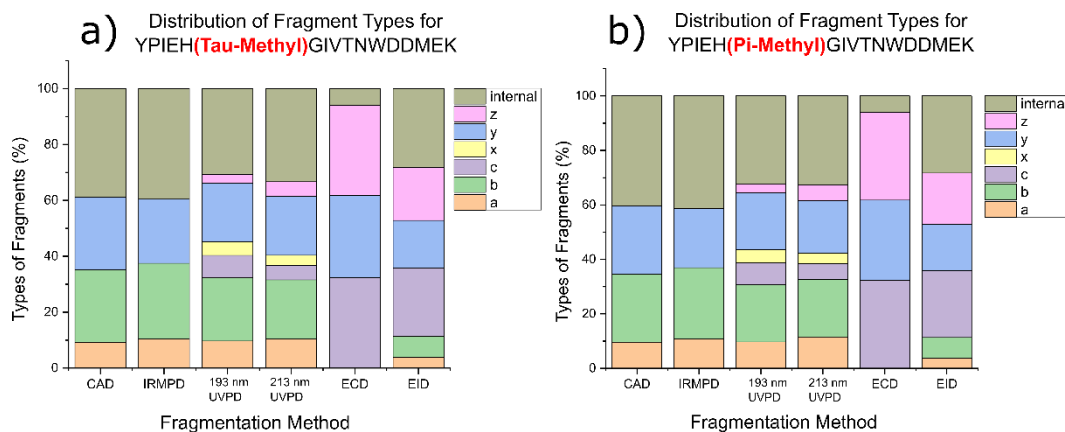 a)
Distribution of Fragment Types for
YPIEH(Tau-Methyl)GIVTNWDDMEK
Types of Fragments (%)
100
80
60
40
20
0
CAD
IRMPD
193 nm
UVPD
213 nm
UVPD
ECD
EID
Fragmentation Method
internal
z
y
x
c
b
a
b)
Distribution of Fragment Types for
YPIEH(Pi-Methyl)GIVTNWDDMEK
Types of Fragments (%)
100
80
60
40
20
0
CAD
IRMPD
193 nm
UVPD
213 nm
UVPD
ECD
EID
Fragmentation Method
interna
z
y
x
c
b
a